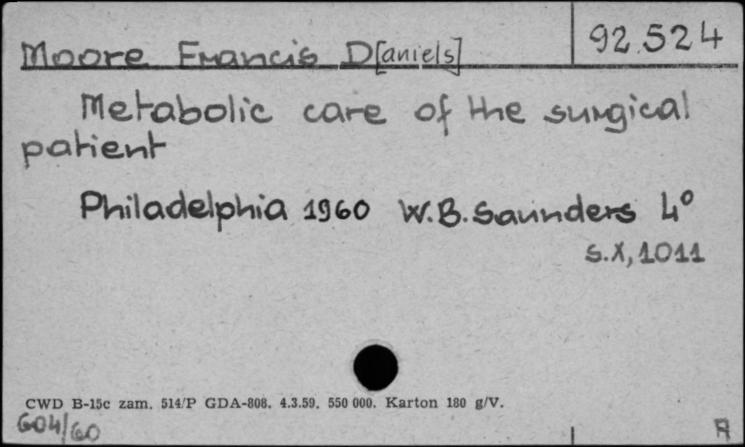 Moore Francis D[aniels] 92.524
Metabolic care of the surgical
patient
Philadelphia 1960 W.B. Saunders 4°
s. X, 1011
CWD B-15c zam. 514/P GDA-808. 4.3.59. 550 000. Karton 180 g/V.
604/60